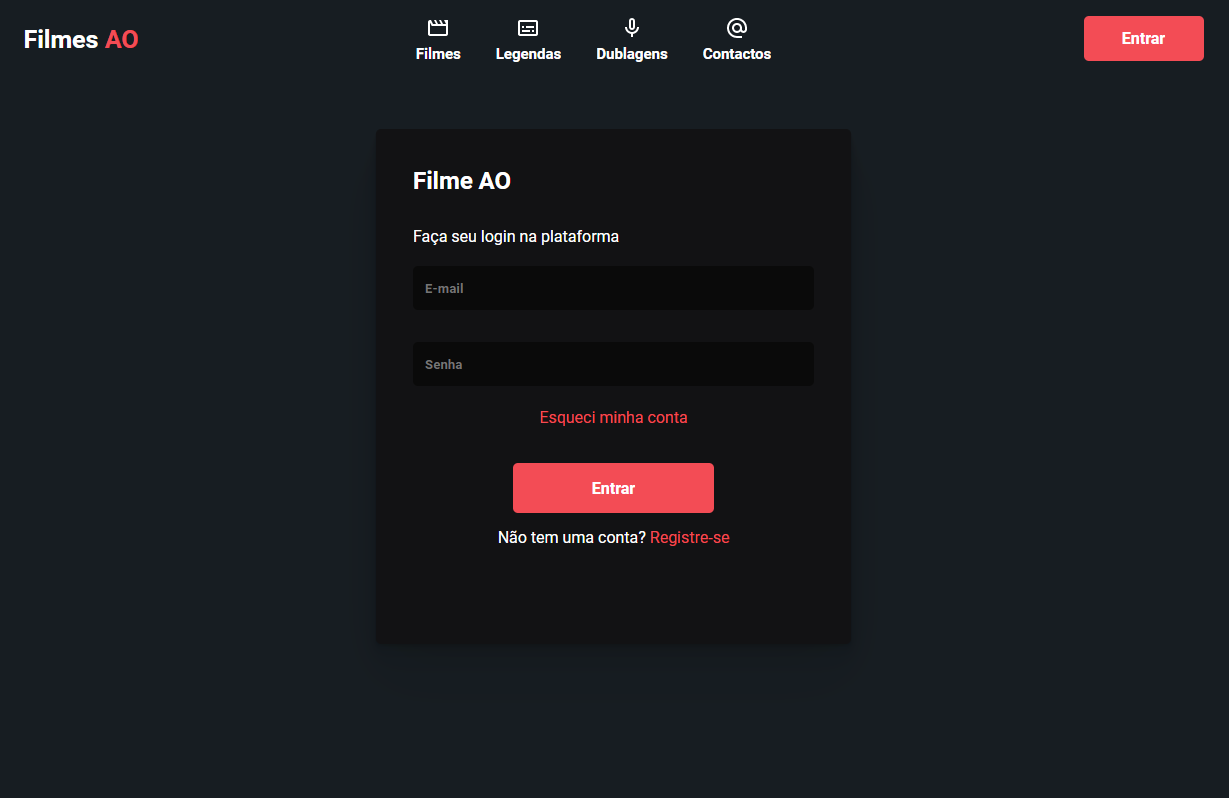 Filmes AO
Filmes
Legendas
Dublagens
Contactos
Entrar
Filme AO
Faça seu login na plataforma
E-mail
Senha
Esqueci minha conta
Entrar
Não tem uma conta? Registre-se